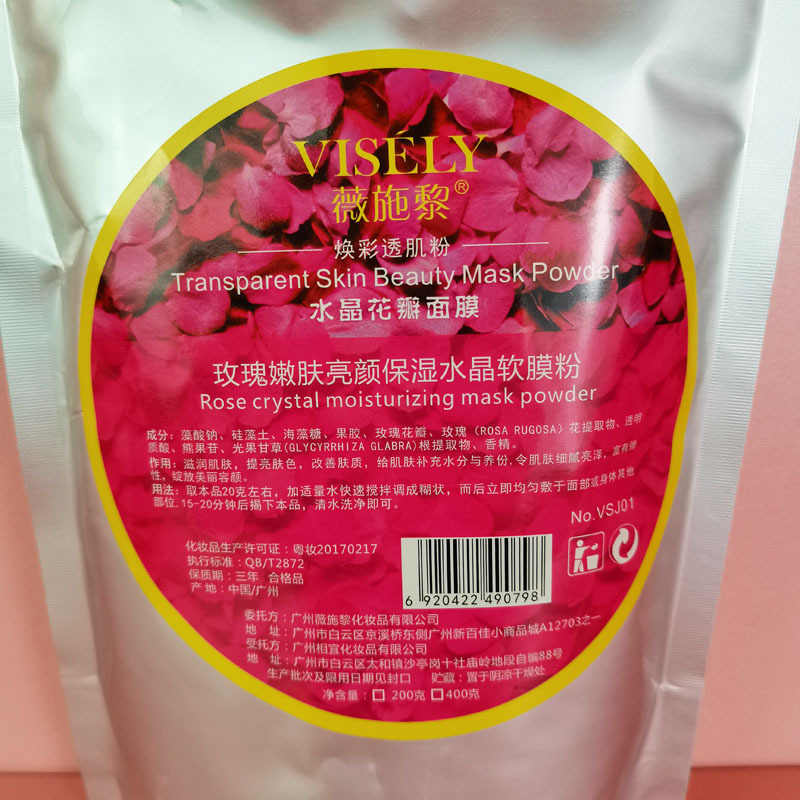 VISÉLY
薇施黎®
焕彩透肌粉
Transparent Skin Beauty Mask Powder
水晶花瓣面膜
玫瑰嫩肤亮颜保湿水晶软膜粉
Rose crystal moisturizing mask powder
成分：藻酸钠、硅藻土、海藻糖、果胶、玫瑰花瓣、玫瑰（ROSA RUGOSA）花提取物、透明
质酸、熊果苷、光果甘草(GLYCYRRHIZA GLABRA)根提取物、香精。
作用：滋润肌肤，提亮肤色，改善肤质，给肌肤补充水分与养份，令肌肤细腻亮泽，富有弹
性，绽放美丽容颜。
用法：取本品20克左右，加适量水快速搅拌调成糊状，而后立即均匀敷于面部或身体其他
部位，15-20分钟后揭下本品，清水洗净即可。
No.VSJ01
化妆品生产许可证：粤妆20170217
执行标准：QB/T2872
保质期：三年 合格品
产 地：中国/广州
6 920422 490798
委托方：广州薇施黎化妆品有限公司
地 址：广州市白云区京溪桥东侧广州新百佳小商品城A12703之一
受托方：广州相宜化妆品有限公司
地 址：广州市白云区太和镇沙亭岗十社庙岭地段自编88号
生产批次及限用日期见封口 贮藏：置于阴凉干燥处
净含量：□ 200克 □ 400克